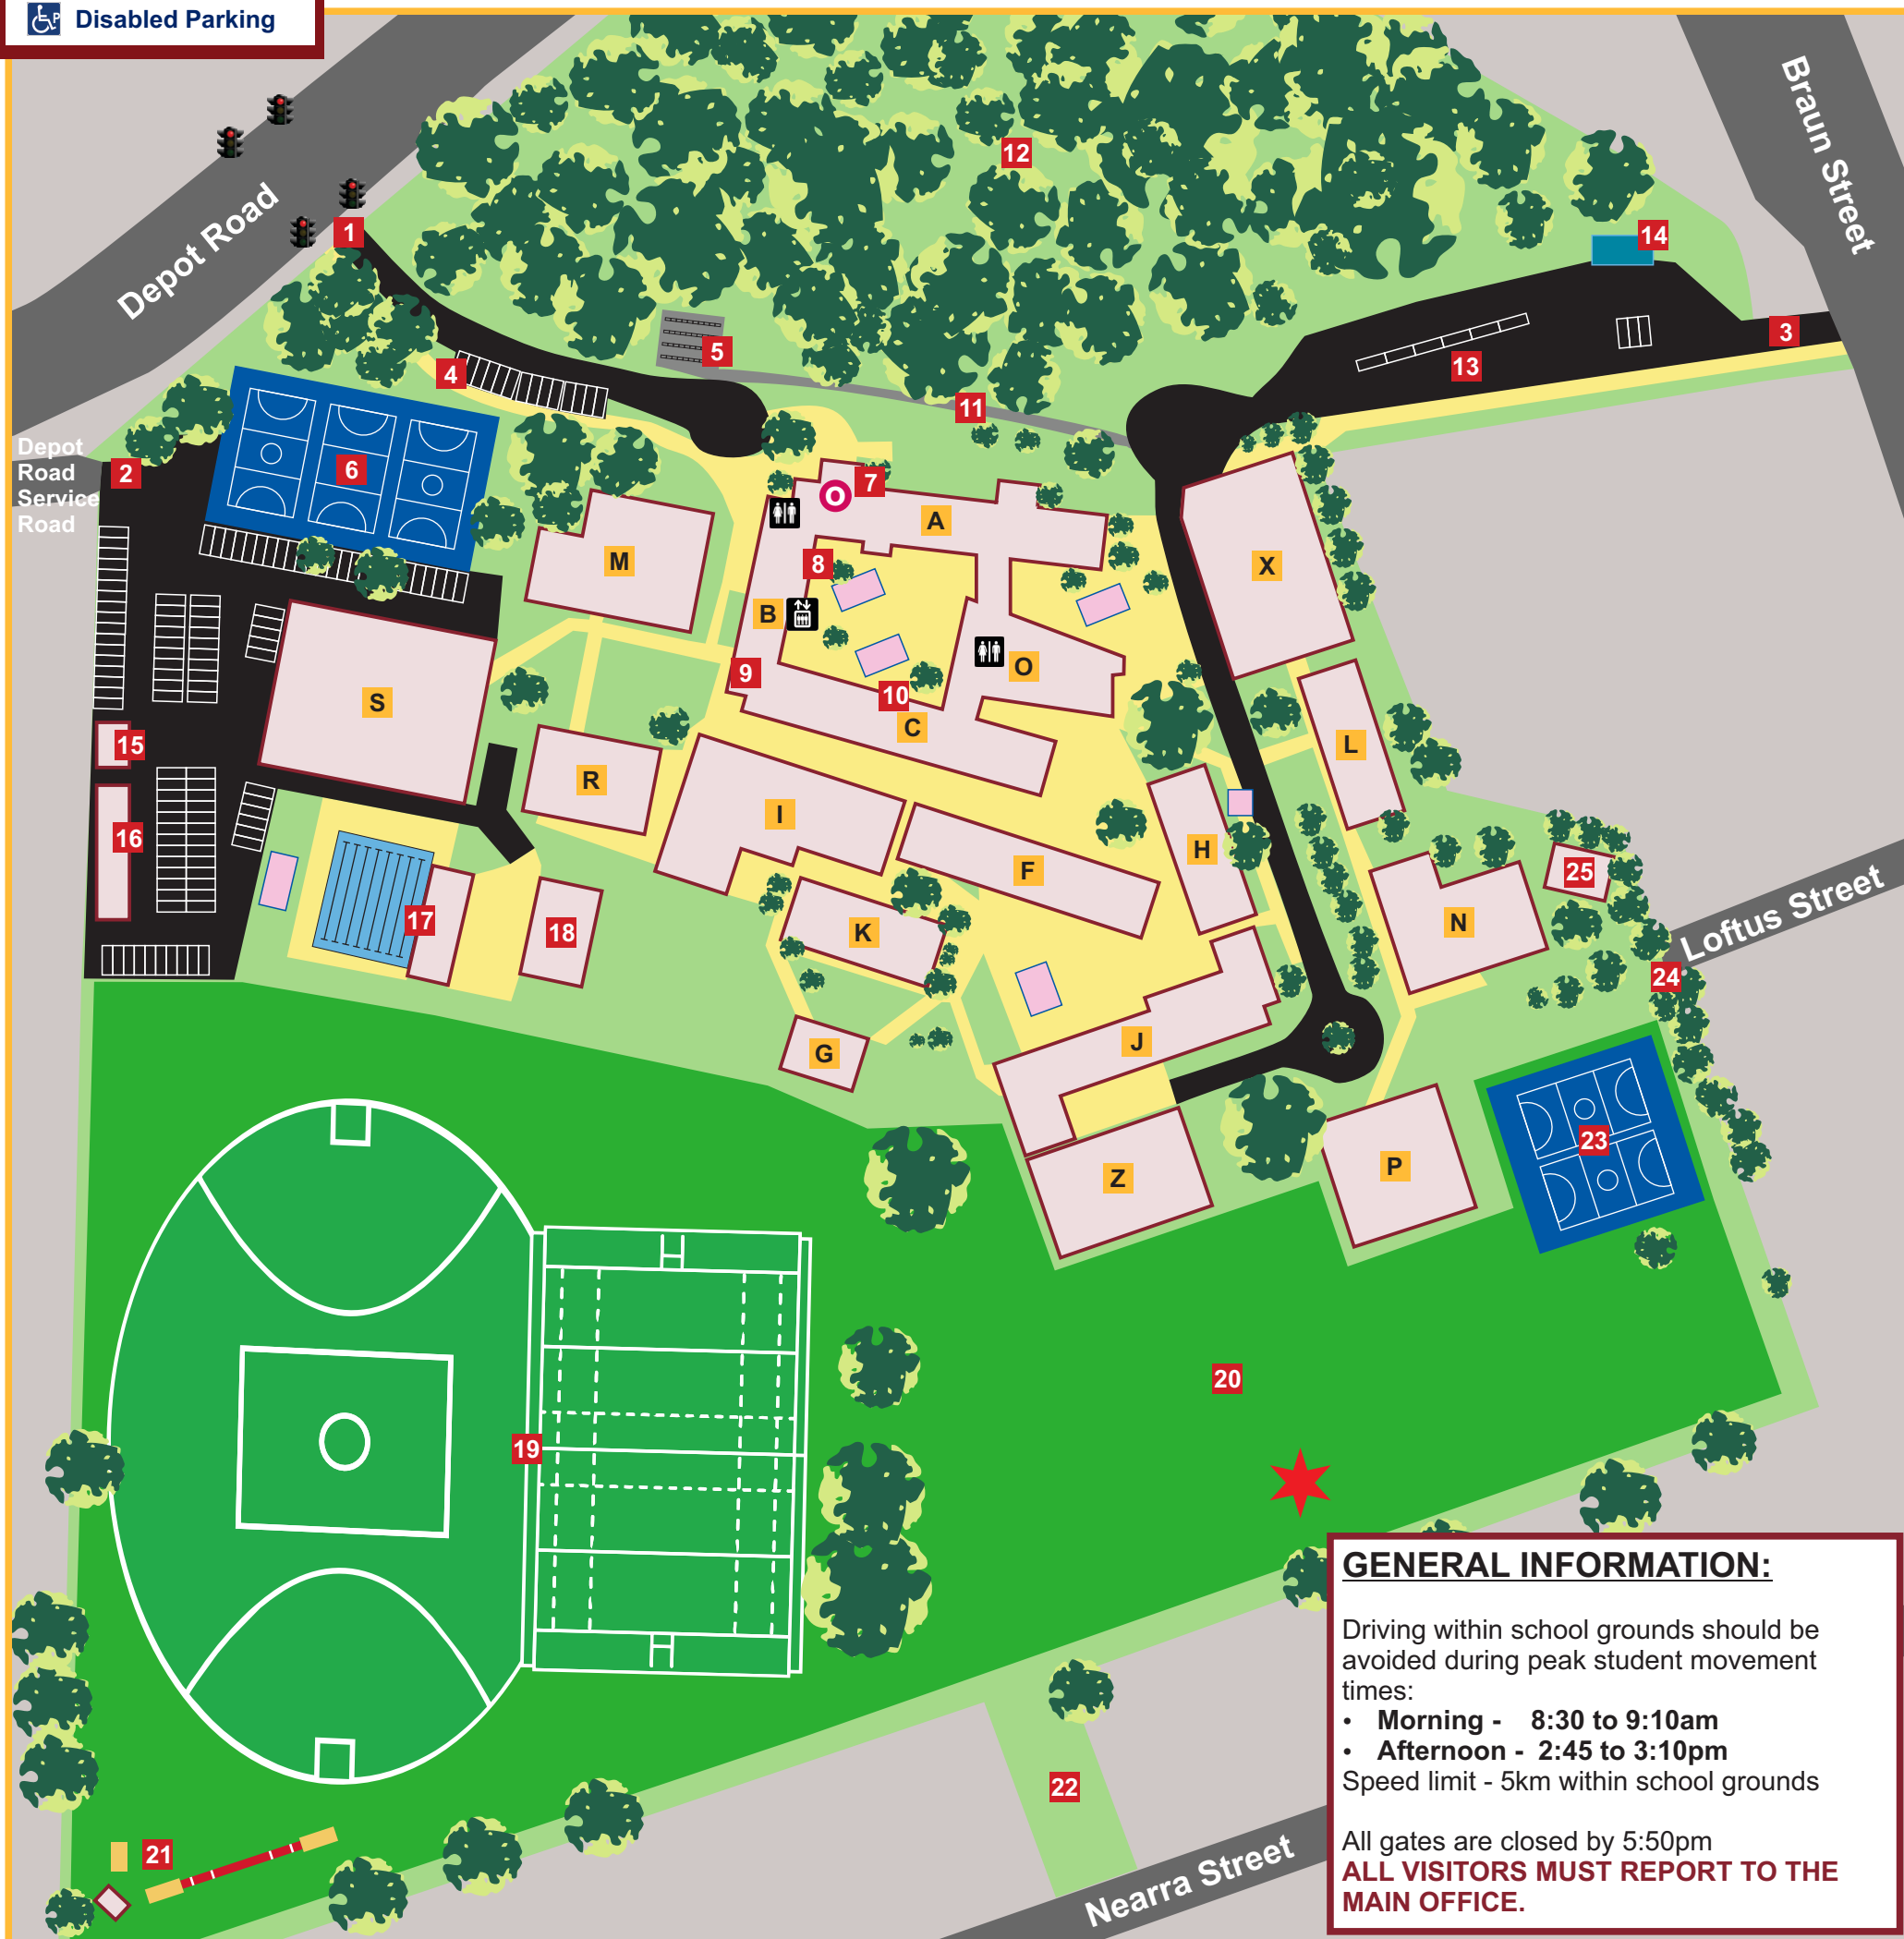 Disabled Parking
Braun Street
Depot Road
12
14
1
3
5
13
4
11
Depot
Road
Service
Road
2
6
7
O
A
M
8
X
B
9
O
10
S
C
15
L
R
I
16
H
F
25
17
18
K
N
Loftus Street
24
J
G
23
Z
P
20
19
22
21
Nearra Street
GENERAL INFORMATION:
Driving within school grounds should be
avoided during peak student movement
times:
• Morning - 8:30 to 9:10am
• Afternoon - 2:45 to 3:10pm
Speed limit - 5km within school grounds
All gates are closed by 5:50pm
ALL VISITORS MUST REPORT TO THE
MAIN OFFICE.